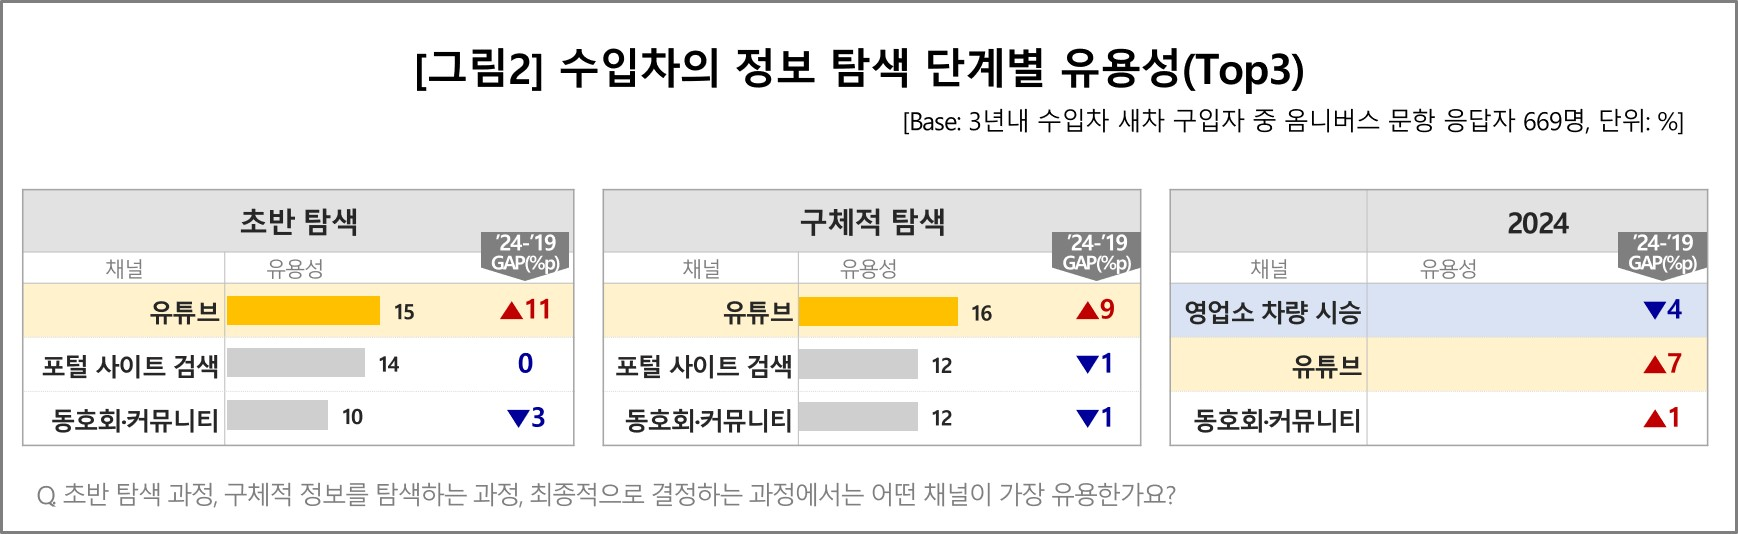 [그림2] 수입차의 정보 탐색 단계별 유용성(Top3)
[Base: 3년내 수입차 새차 구입자 중 옴니버스 문항 응답자 669명, 단위: %]
초반 탐색
'24-'19
GAP(%p)
채널 유용성
유튜브 15 ▲11
포털 사이트 검색 14 0
동호회·커뮤니티 10 ▼3
구체적 탐색
'24-'19
GAP(%p)
채널 유용성
유튜브 16 ▲9
포털 사이트 검색 12 ▼1
동호회·커뮤니티 12 ▼1
2024
'24-'19
GAP(%p)
채널 유용성
영업소 차량 시승 ▼4
유튜브 ▲7
동호회·커뮤니티 ▲1
Q. 초반 탐색 과정, 구체적 정보를 탐색하는 과정, 최종적으로 결정하는 과정에서는 어떤 채널이 가장 유용한가요?